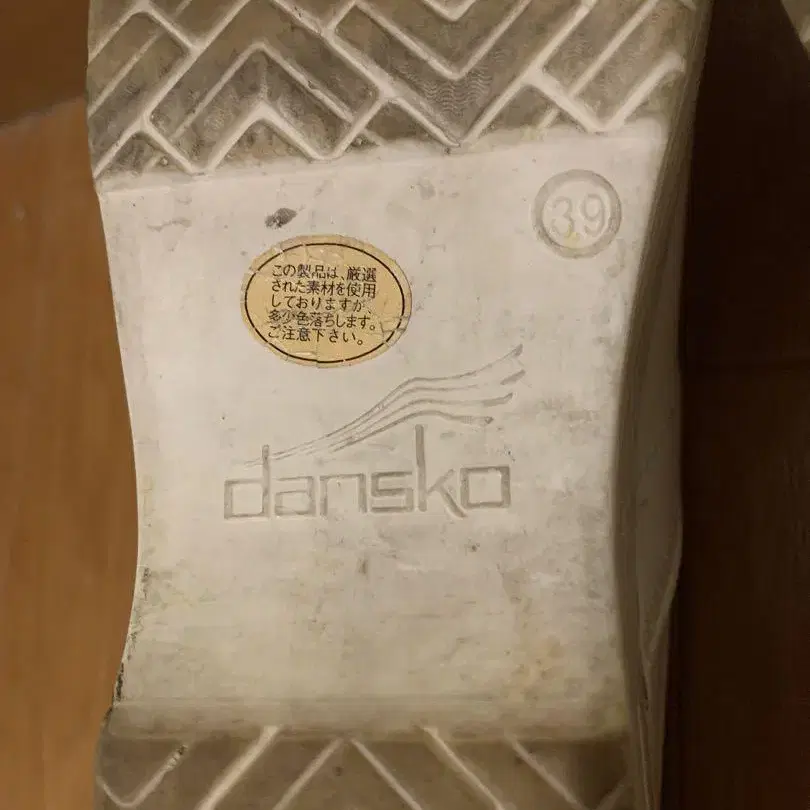 39
この製品は、厳選
された素材を使用
しておりますが、
多少色落ちします。
ご注意下さい。
dansko